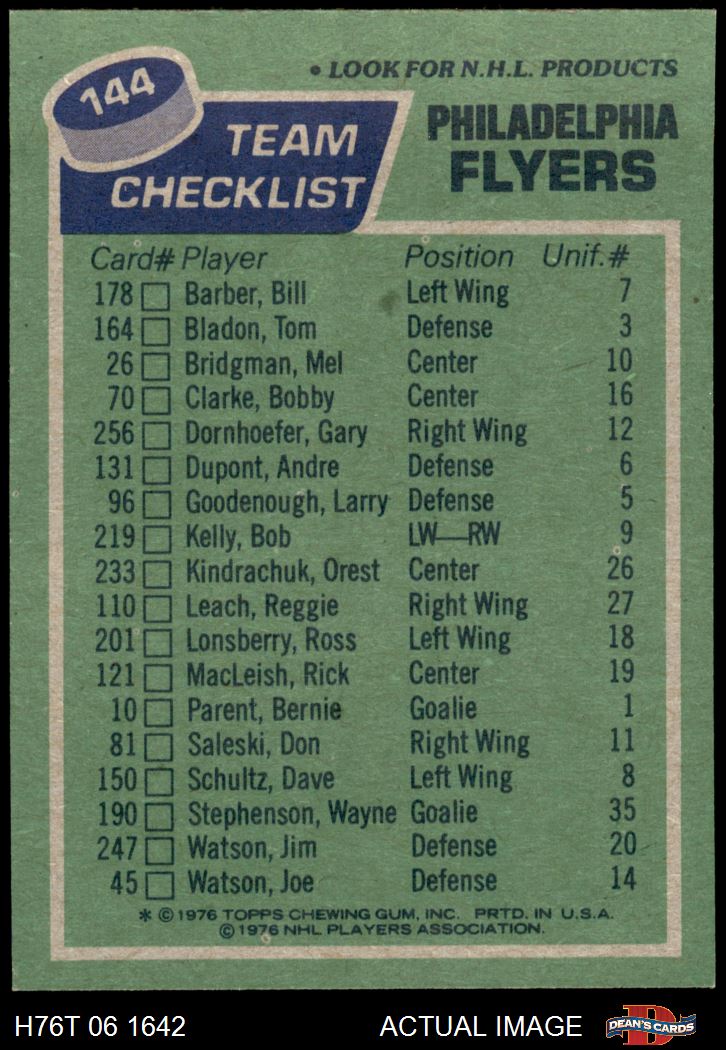 144
• LOOK FOR N.H.L. PRODUCTS
TEAM CHECKLIST
PHILADELPHIA FLYERS
Card# Player Position Unif.#
178 Barber, Bill Left Wing 7
164 Bladon, Tom Defense 3
26 Bridgman, Mel Center 10
70 Clarke, Bobby Center 16
256 Dornhoefer, Gary Right Wing 12
131 Dupont, Andre Defense 6
96 Goodenough, Larry Defense 5
219 Kelly, Bob LW—RW 9
233 Kindrachuk, Orest Center 26
110 Leach, Reggie Right Wing 27
201 Lonsberry, Ross Left Wing 18
121 MacLeish, Rick Center 19
10 Parent, Bernie Goalie 1
81 Saleski, Don Right Wing 11
150 Schultz, Dave Left Wing 8
190 Stephenson, Wayne Goalie 35
247 Watson, Jim Defense 20
45 Watson, Joe Defense 14
* © 1976 TOPPS CHEWING GUM, INC. PRTD. IN U.S.A.
© 1976 NHL PLAYERS ASSOCIATION.
H76T 06 1642 ACTUAL IMAGE
D
DEAN'S CARDS